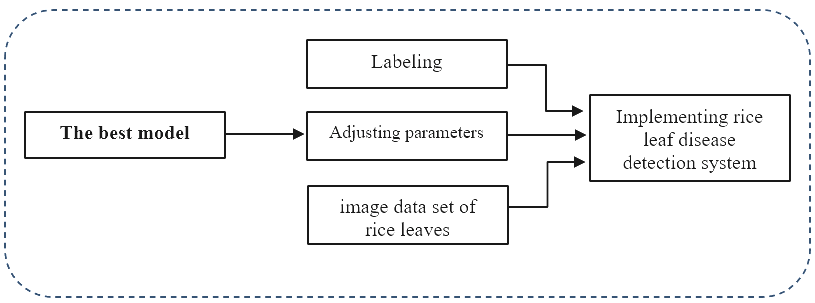 Labeling
The best model
Adjusting parameters
Implementing rice
leaf disease
detection system
image data set of
rice leaves